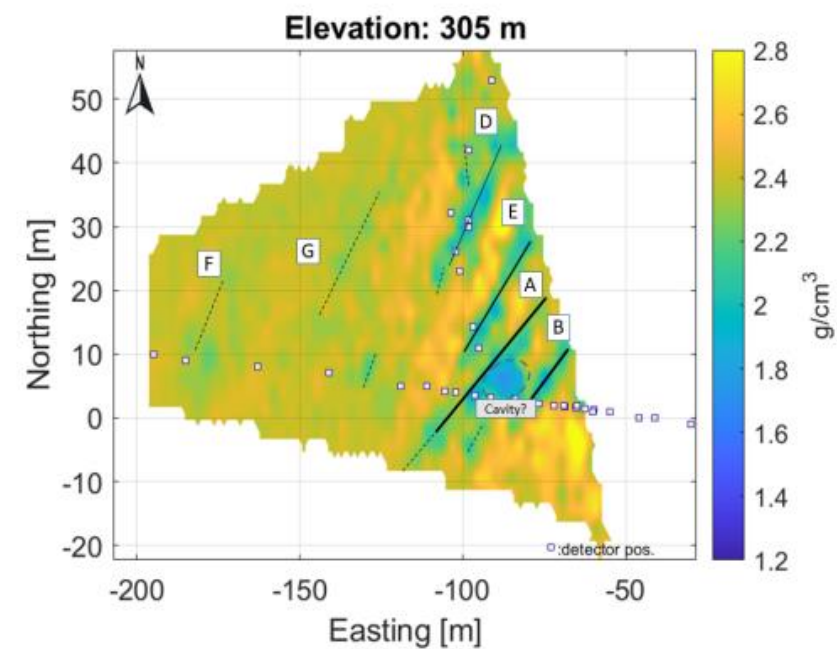 Elevation: 305 m
N
50
40
30
20
10
0
-10
-20
Northing [m]
-200
-150
-100
-50
Easting [m]
D
E
G
F
A
B
Cavity?
:detector pos.
2.8
2.6
2.4
2.2
2
1.8
1.6
1.4
1.2
g/cm³